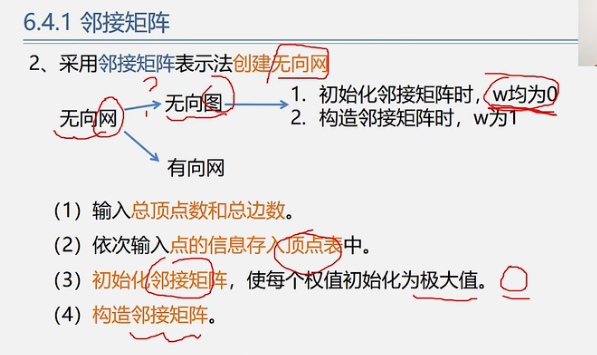 6.4.1 邻接矩阵
2、采用邻接矩阵表示法创建无向网
?
无向网
无向图
1. 初始化邻接矩阵时，w均为0
2. 构造邻接矩阵时，w为1
有向网
（1）输入总顶点数和总边数。
（2）依次输入点的信息存入顶点表中。
（3）初始化邻接矩阵，使每个权值初始化为极大值。
（4）构造邻接矩阵。